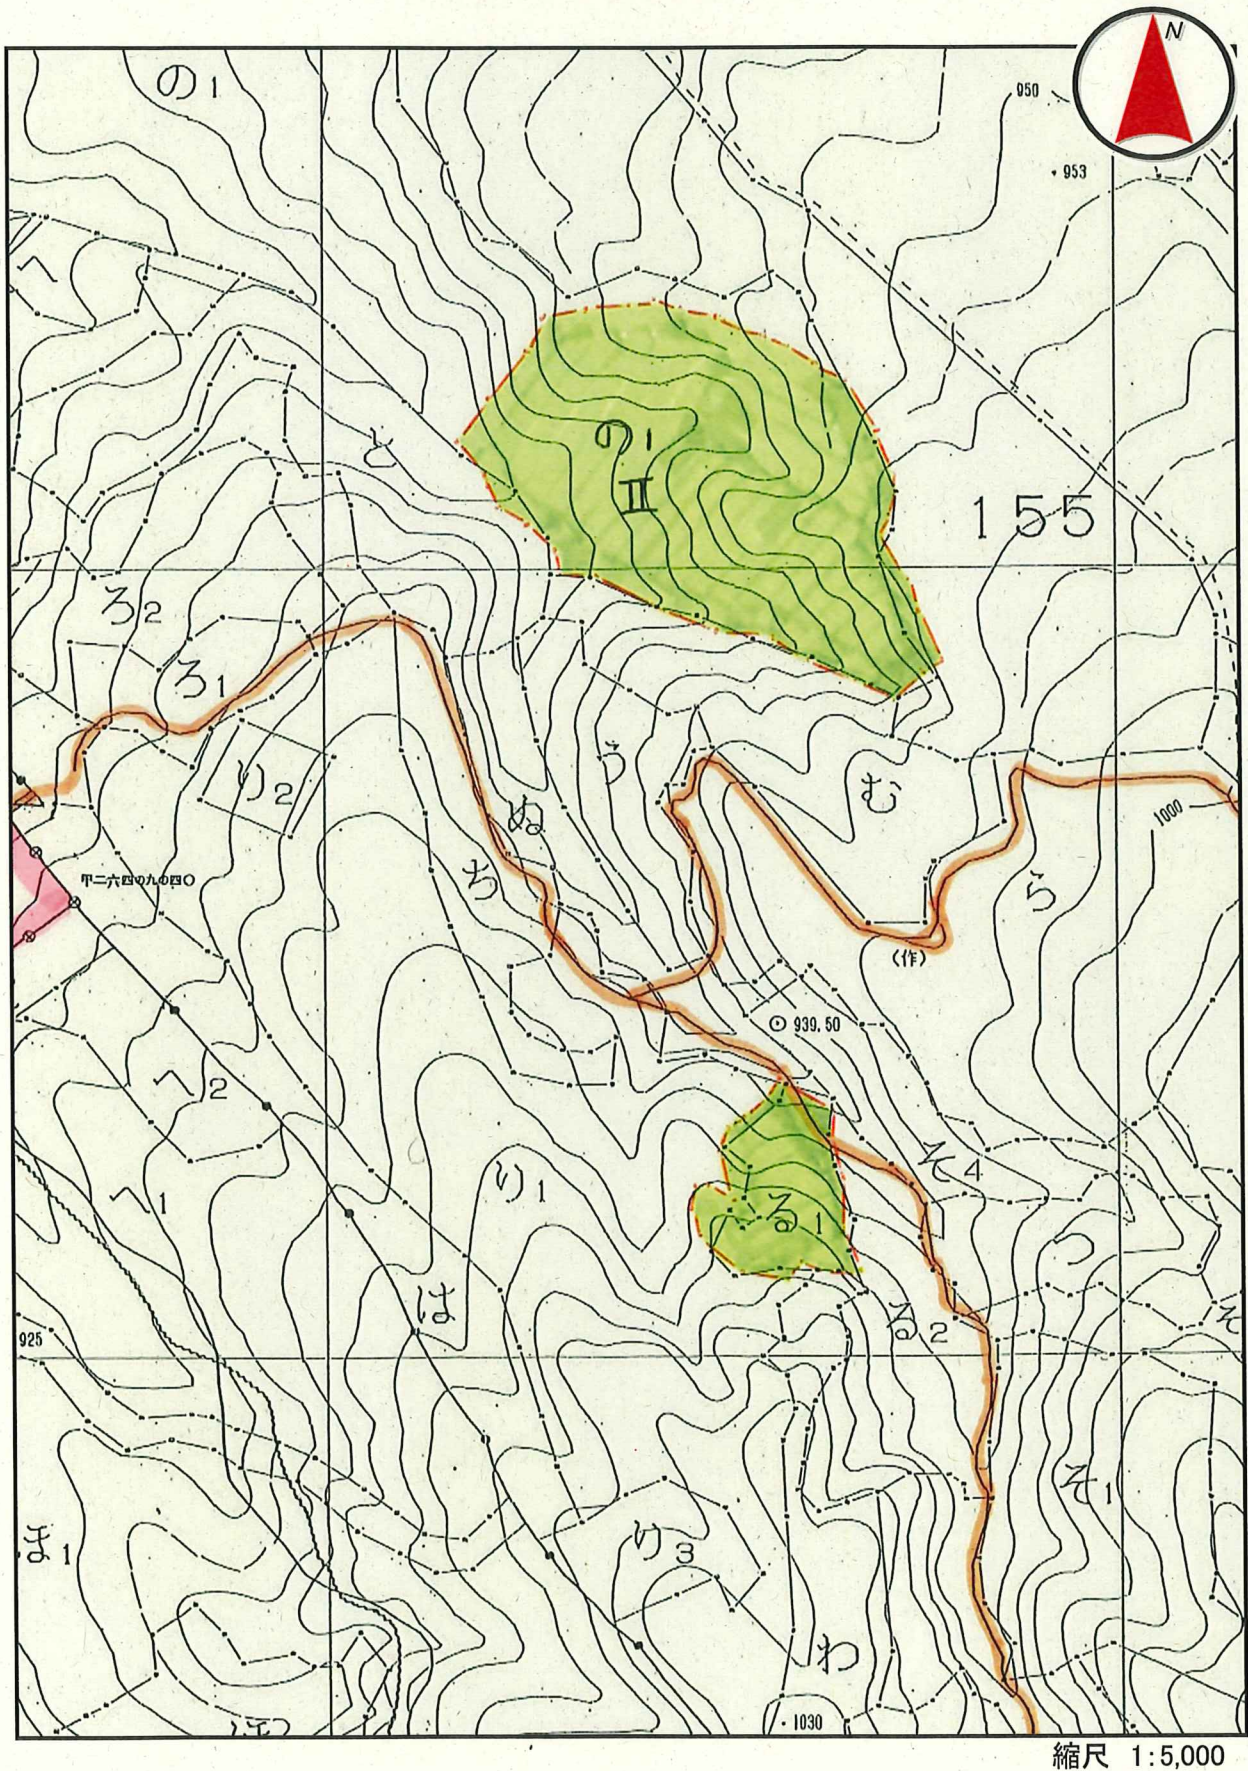 N
の1
950
953
へ
と
の1
Ⅱ
155
ろ2
ろ1
り2
う
む
ぬ
1000
甲二六四の九の四〇
ち
ら
(作)
939.50
へ2
そ4
り1
へ1
る1
つ
は
る2
そ
925
そ1
ほ1
り3
わ
ほ
1030
縮尺 1:5,000